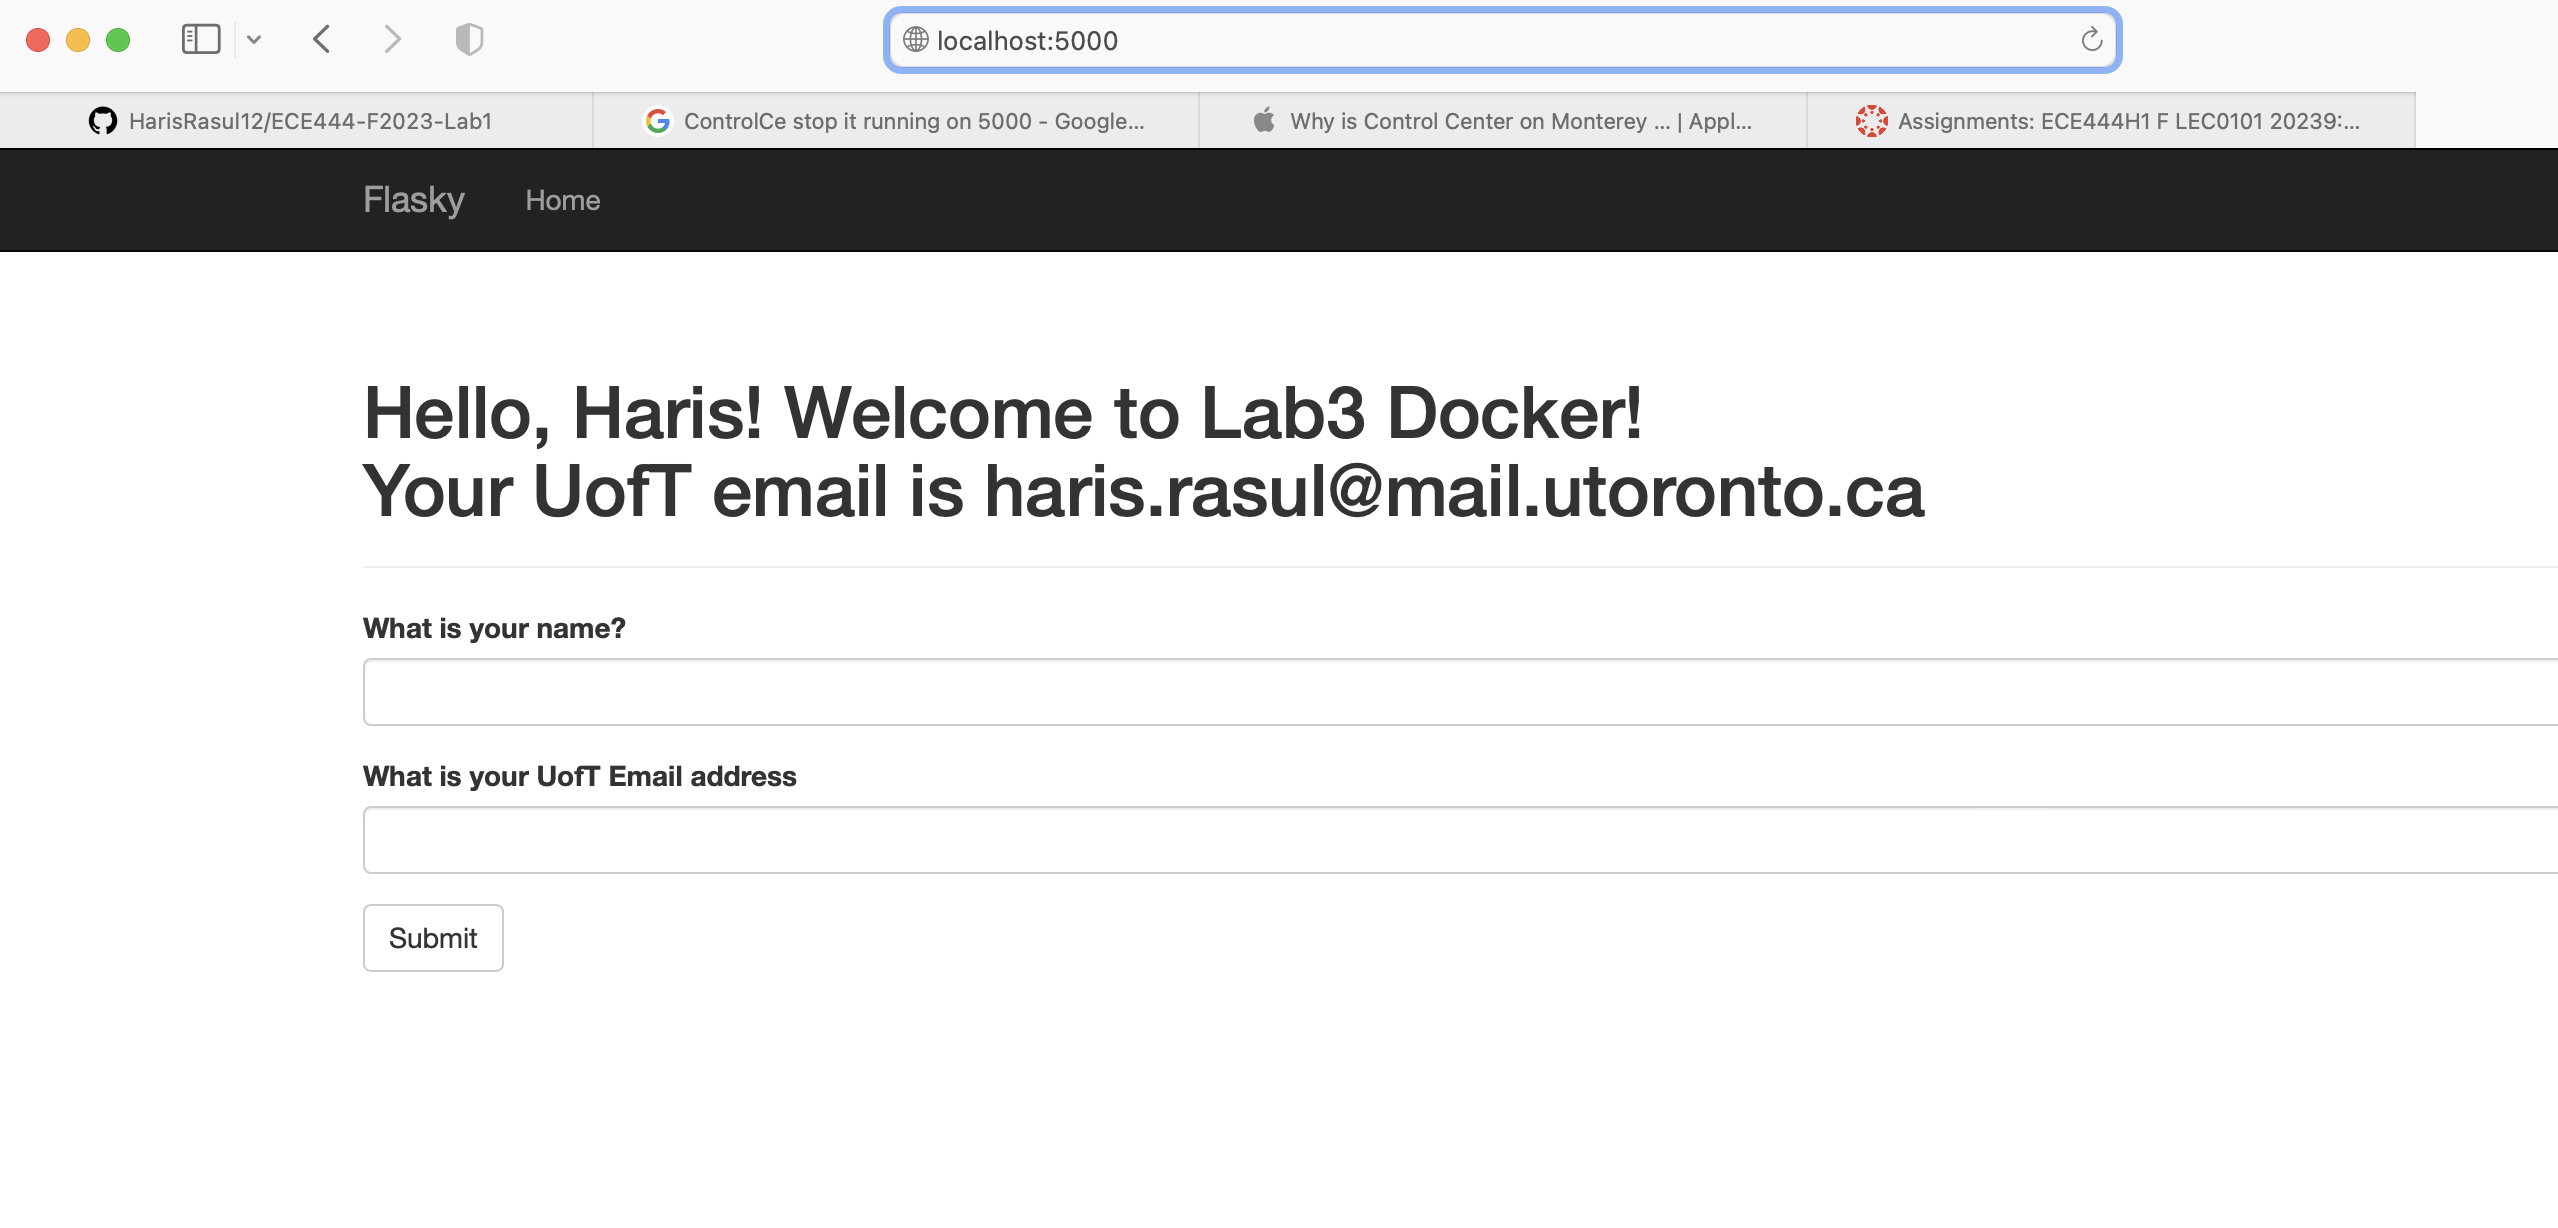 localhost:5000
HarisRasul12/ECE444-F2023-Lab1
ControlCe stop it running on 5000 - Google...
Why is Control Center on Monterey ... | Appl...
Assignments: ECE444H1 F LEC0101 20239:...
Flasky Home
Hello, Haris! Welcome to Lab3 Docker!
Your UofT email is haris.rasul@mail.utoronto.ca
What is your name?
What is your UofT Email address
Submit